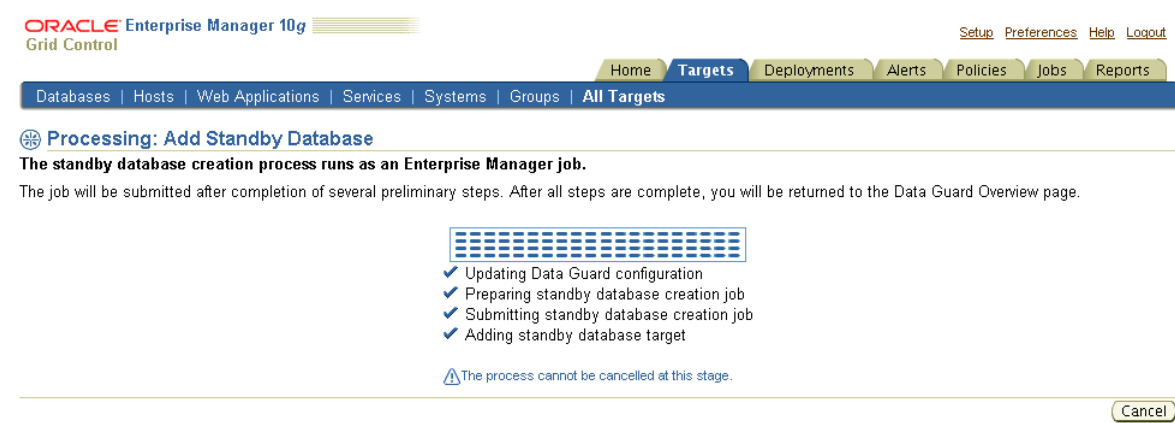 ORACLE Enterprise Manager 10g
Grid Control
Setup Preferences Help Logout
Home Targets Deployments Alerts Policies Jobs Reports
Databases | Hosts | Web Applications | Services | Systems | Groups | All Targets
Processing: Add Standby Database
The standby database creation process runs as an Enterprise Manager job.
The job will be submitted after completion of several preliminary steps. After all steps are complete, you will be returned to the Data Guard Overview page.
Updating Data Guard configuration
Preparing standby database creation job
Submitting standby database creation job
Adding standby database target
The process cannot be cancelled at this stage.
Cancel